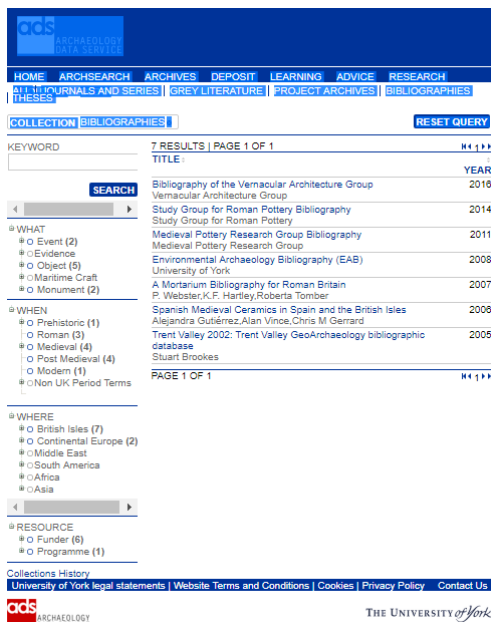 ads ARCHAEOLOGY
DATA SERVICE
HOME ARCHSEARCH ARCHIVES DEPOSIT LEARNING ADVICE RESEARCH
ALL | JOURNALS AND SERIES | GREY LITERATURE | PROJECT ARCHIVES | BIBLIOGRAPHIES
| THESES
COLLECTION BIBLIOGRAPHIES
RESET QUERY
KEYWORD
SEARCH
WHAT
Event (2)
Evidence
Object (5)
Maritime Craft
Monument (2)
WHEN
Prehistoric (1)
Roman (3)
Medieval (4)
Post Medieval (4)
Modern (1)
Non UK Period Terms
WHERE
British Isles (7)
Continental Europe (2)
Middle East
South America
Africa
Asia
RESOURCE
Funder (6)
Programme (1)
7 RESULTS | PAGE 1 OF 1 1
TITLE
YEAR
Bibliography of the Vernacular Architecture Group 2016
Vernacular Architecture Group
Study Group for Roman Pottery Bibliography 2014
Study Group for Roman Pottery
Medieval Pottery Research Group Bibliography 2011
Medieval Pottery Research Group
Environmental Archaeology Bibliography (EAB) 2008
University of York
A Mortarium Bibliography for Roman Britain 2007
P. Webster,K.F. Hartley,Roberta Tomber
Spanish Medieval Ceramics in Spain and the British Isles 2006
Alejandra Gutiérrez,Alan Vince,Chris M Gerrard
Trent Valley 2002: Trent Valley GeoArchaeology bibliographic 2005
database
Stuart Brookes
PAGE 1 OF 1 1
Collections History
University of York legal statements | Website Terms and Conditions | Cookies | Privacy Policy Contact Us
ads ARCHAEOLOGY
THE UNIVERSITY of York